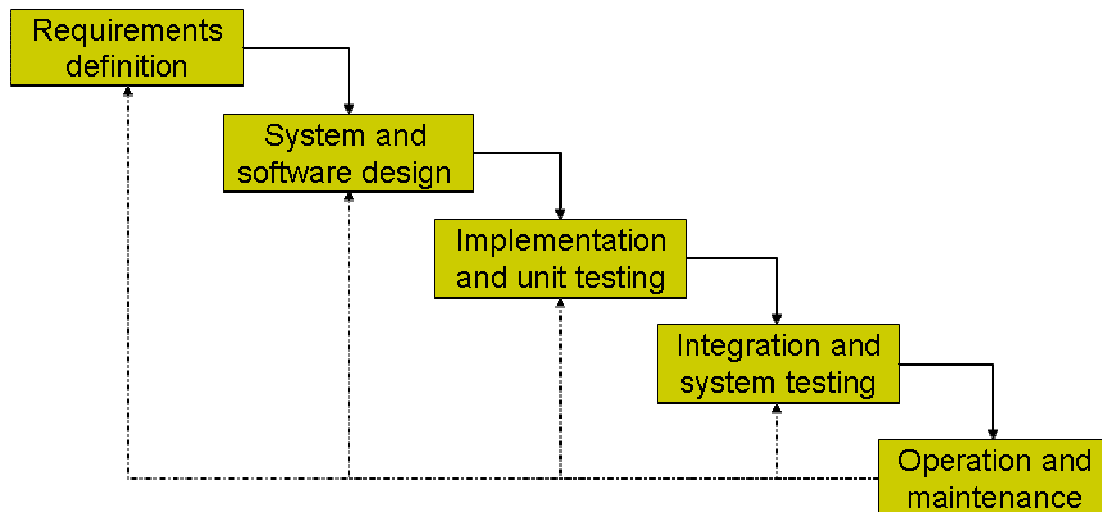 Requirements
definition
System and
software design
Implementation
and unit testing
Integration and
system testing
Operation and
maintenance